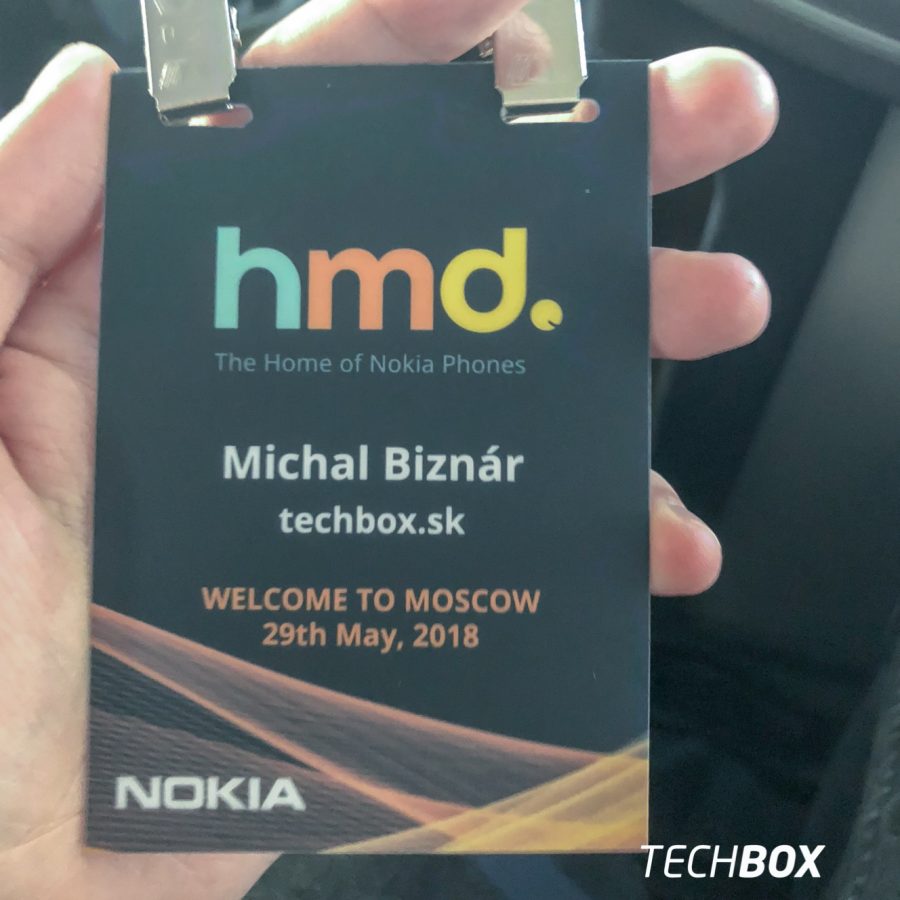 hmd.
The Home of Nokia Phones
Michal Biznár
techbox.sk
WELCOME TO MOSCOW
29th May, 2018
NOKIA
TECHBOX